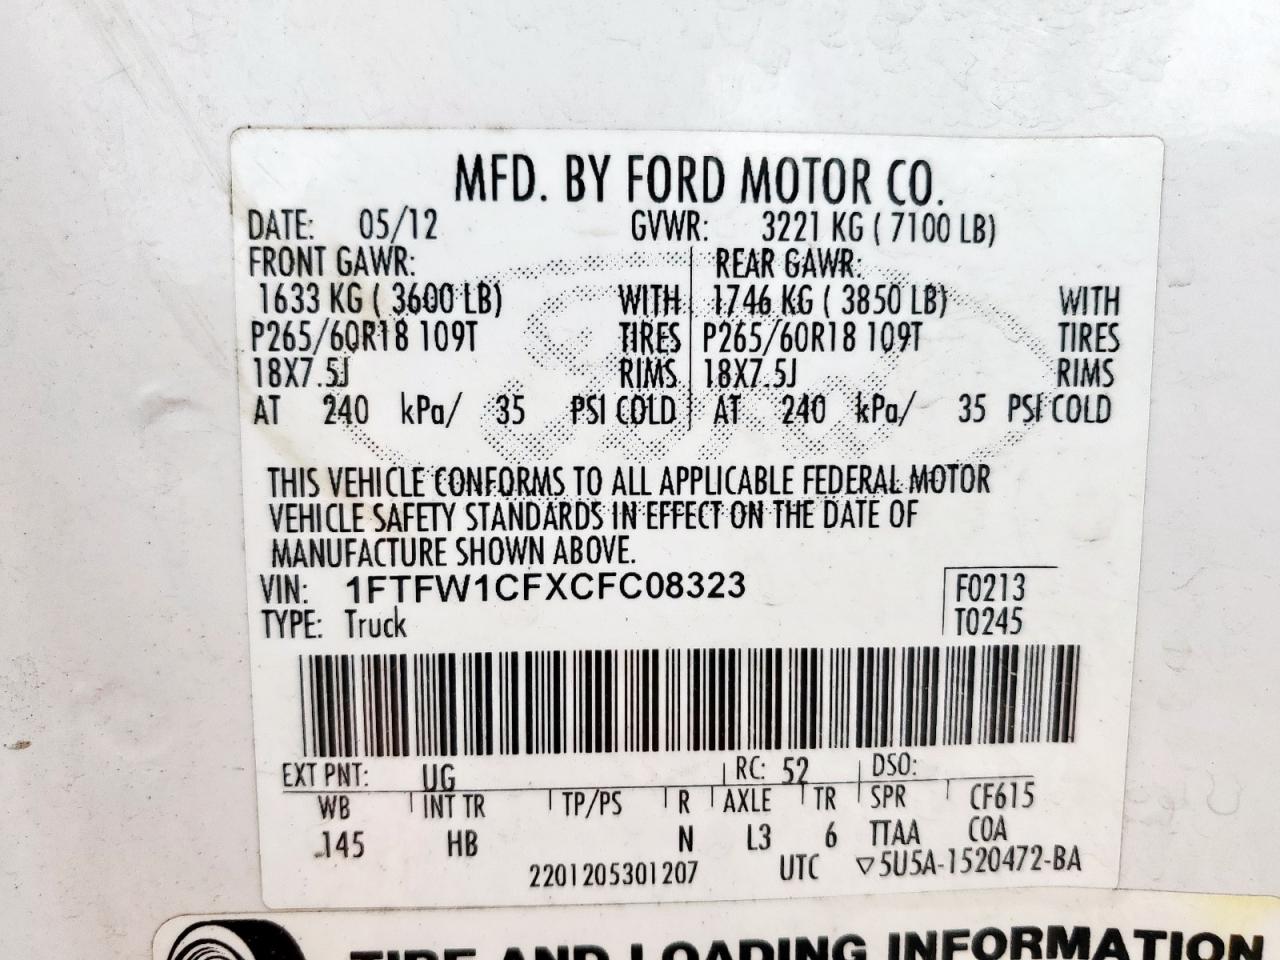 MFD. BY FORD MOTOR CO.
DATE: 05/12 GVWR: 3221 KG ( 7100 LB)
FRONT GAWR: REAR GAWR:
1633 KG ( 3600 LB) WITH 1746 KG ( 3850 LB) WITH
P265/60R18 109T TIRES P265/60R18 109T TIRES
18X7.5J RIMS 18X7.5J RIMS
AT 240 kPa/ 35 PSI COLD AT 240 kPa/ 35 PSI COLD
THIS VEHICLE CONFORMS TO ALL APPLICABLE FEDERAL MOTOR
VEHICLE SAFETY STANDARDS IN EFFECT ON THE DATE OF
MANUFACTURE SHOWN ABOVE.
VIN: 1FTFW1CFXCFC08323 F0213
TYPE: Truck T0245
EXT PNT: UG RC: 52 DSO:
WB INT TR TP/PS R AXLE TR SPR CF615
145 HB N L3 6 TTAA COA
2201205301207 UTC ▽5U5A-1520472-BA
TIRE AND LOADING INFORMATION